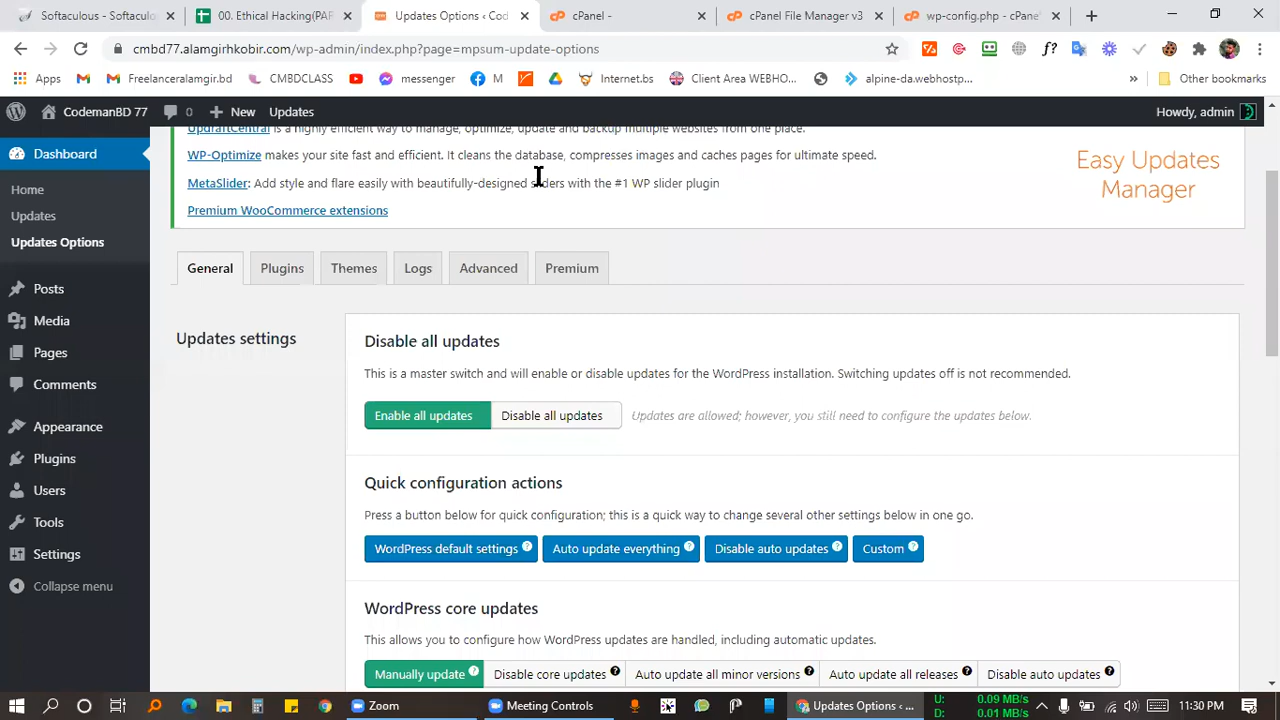 Softaculous - Softaculou
00. Ethical Hacking(PAR
Updates Options ‹ Cod
cPanel -
cPanel File Manager v3
wp-config.php - cPane
cmbd77.alamgirhkobir.com/wp-admin/index.php?page=mpsum-update-options
Apps
Freelanceralamgir.bd
CMBDCLASS
messenger
M
Internet.bs
Client Area WEBHO...
alpine-da.webhostp...
Other bookmarks
CodemanBD 77
0
New
Updates
Howdy, admin
Dashboard
Home
Updates
Updates Options
Posts
Media
Pages
Comments
Appearance
Plugins
Users
Tools
Settings
Collapse menu
UpdraftCentral is a highly efficient way to manage, optimize, update and backup multiple websites from one place.
WP-Optimize makes your site fast and efficient. It cleans the database, compresses images and caches pages for ultimate speed.
MetaSlider: Add style and flare easily with beautifully-designed sliders with the #1 WP slider plugin
Premium WooCommerce extensions
Easy Updates
Manager
General
Plugins
Themes
Logs
Advanced
Premium
Updates settings
Disable all updates
This is a master switch and will enable or disable updates for the WordPress installation. Switching updates off is not recommended.
Enable all updates
Disable all updates
Updates are allowed; however, you still need to configure the updates below.
Quick configuration actions
Press a button below for quick configuration; this is a quick way to change several other settings below in one go.
WordPress default settings
Auto update everything
Disable auto updates
Custom
WordPress core updates
This allows you to configure how WordPress updates are handled, including automatic updates.
Manually update
Disable core updates
Auto update all minor versions
Auto update all releases
Disable auto updates
Zoom
Meeting Controls
Updates Options ‹ ...
U: 0.09 MB/s
D: 0.01 MB/s
11:30 PM